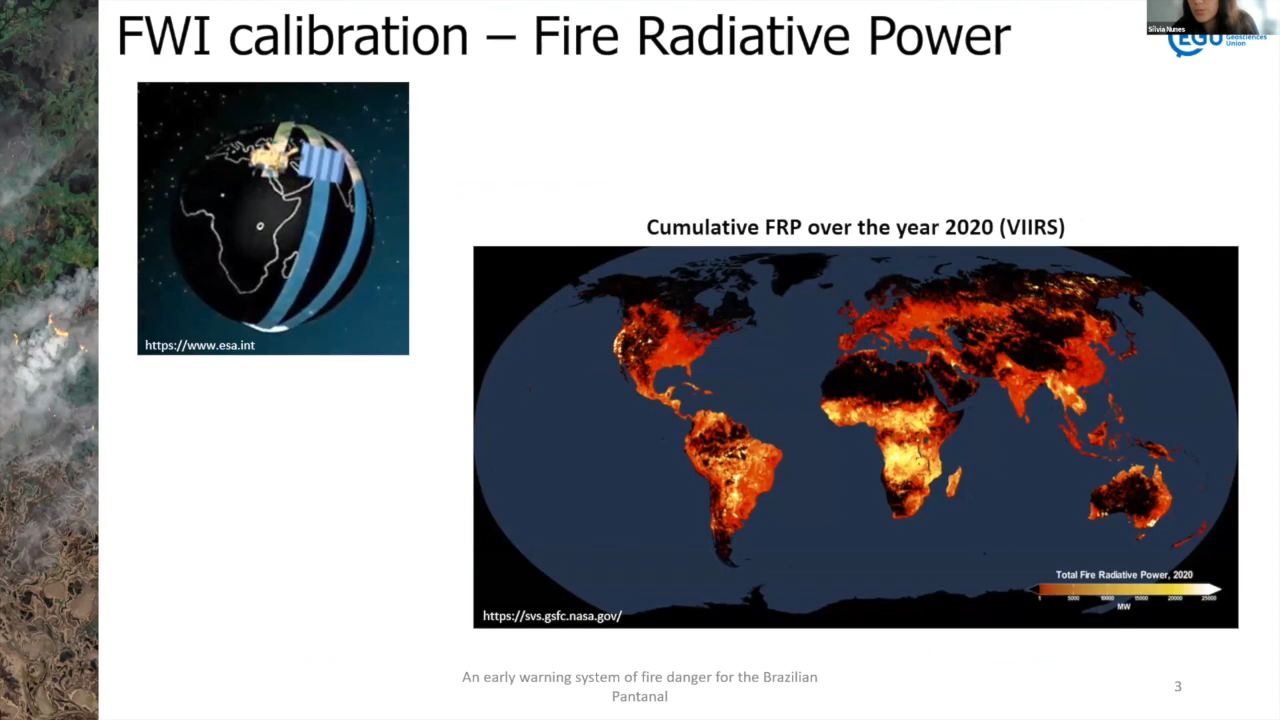 FWI calibration – Fire Radiative Power
Sílvia Nunes
EGU
Geosciences
Union
https://www.esa.int
Cumulative FRP over the year 2020 (VIIRS)
Total Fire Radiative Power, 2020
5000 10000 15000 20000 25000
MW
https://svs.gsfc.nasa.gov/
An early warning system of fire danger for the Brazilian
Pantanal
3